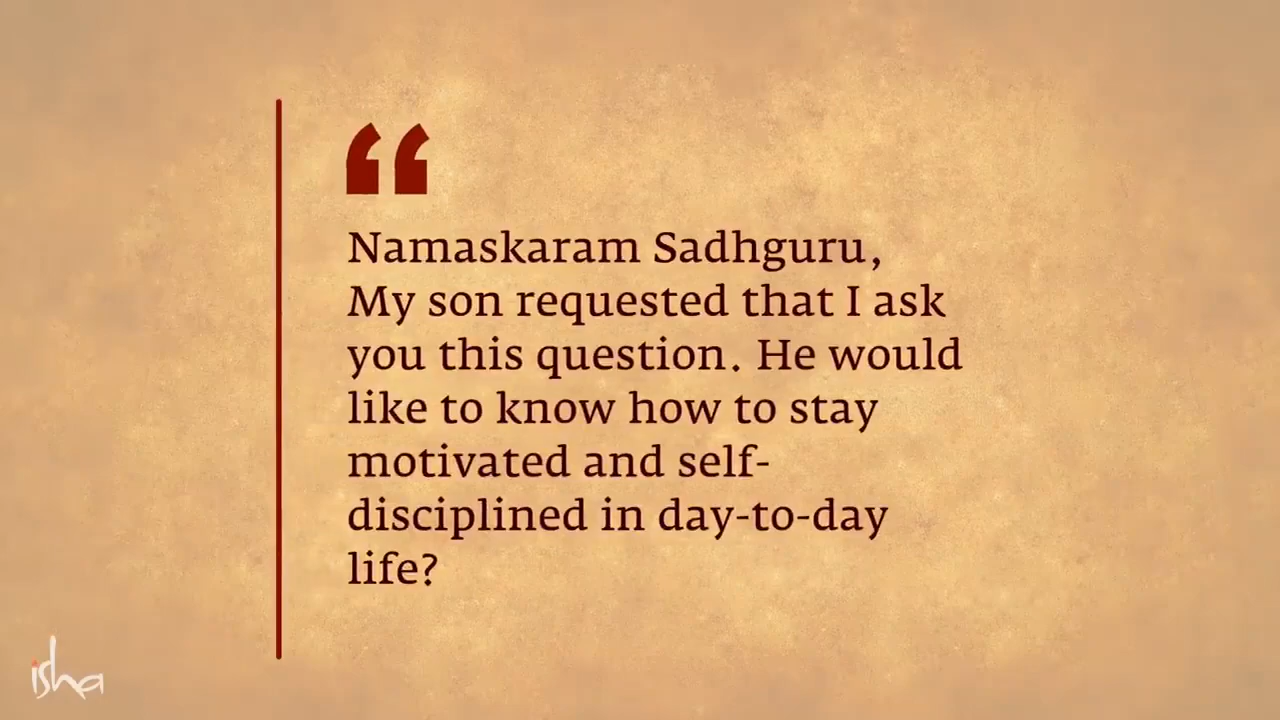 “
Namaskaram Sadhguru,
My son requested that I ask
you this question. He would
like to know how to stay
motivated and self-
disciplined in day-to-day
life?
isha